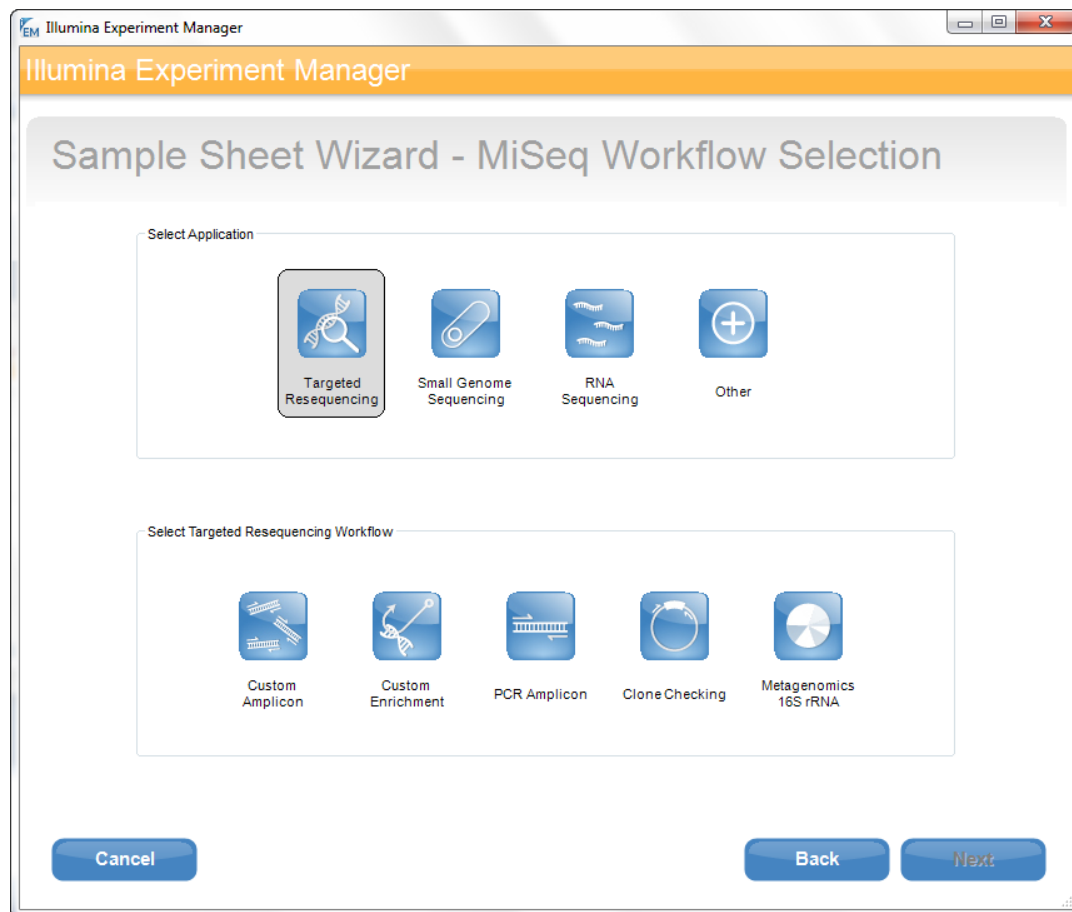 EM Illumina Experiment Manager
Illumina Experiment Manager
Sample Sheet Wizard - MiSeq Workflow Selection
Select Application
Targeted
Resequencing
Small Genome
Sequencing
RNA
Sequencing
Other
Select Targeted Resequencing Workflow
Custom
Amplicon
Custom
Enrichment
PCR Amplicon
Clone Checking
Metagenomics
16S rRNA
Cancel
Back
Next